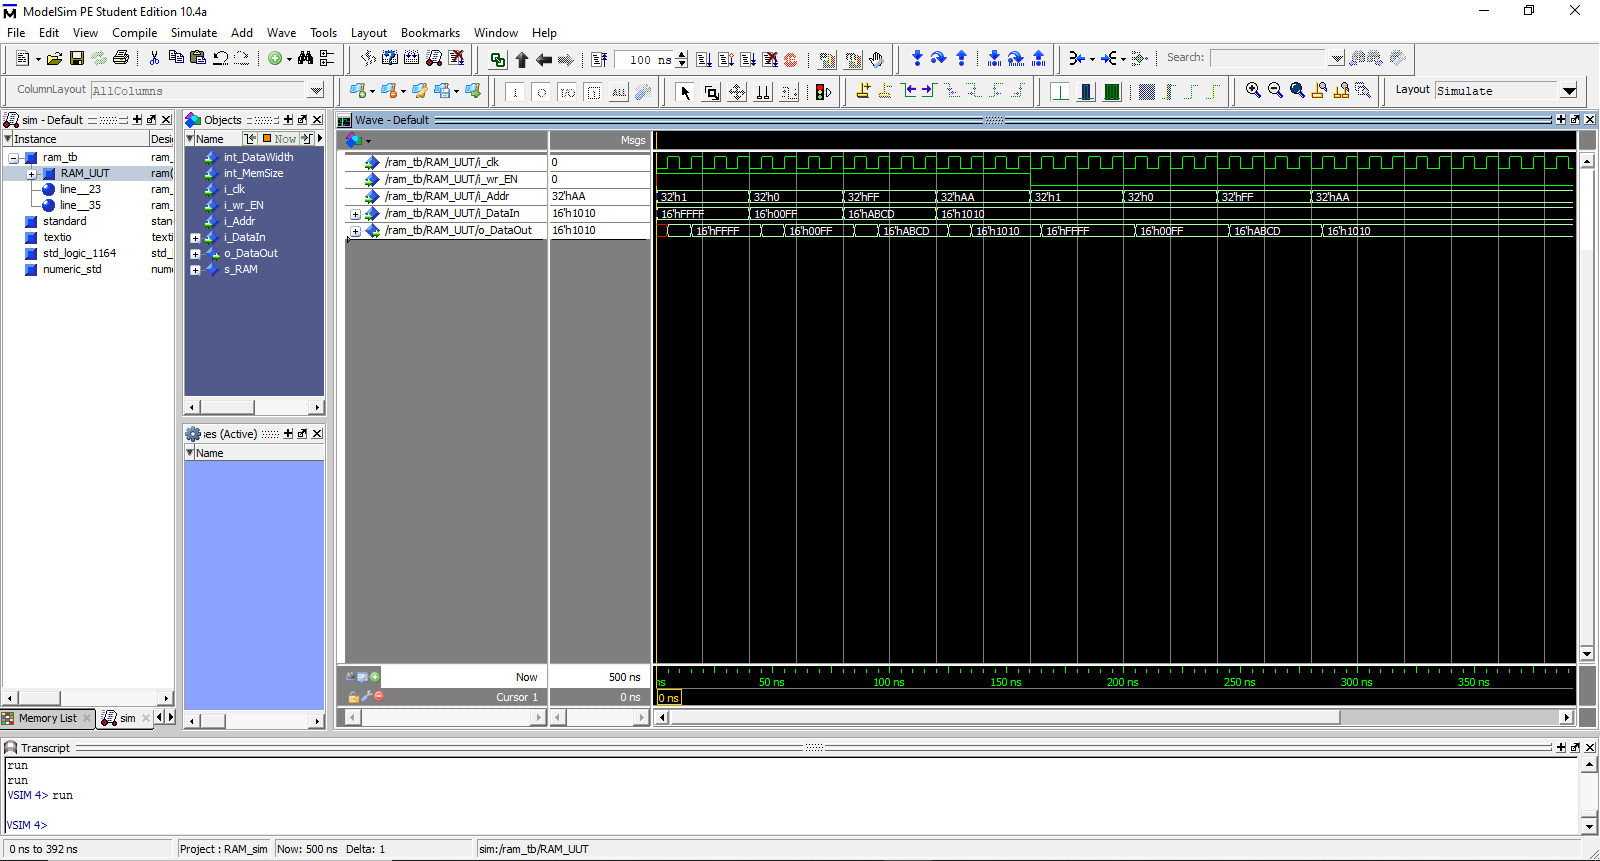 ModelSim PE Student Edition 10.4a
File Edit View Compile Simulate Add Wave Tools Layout Bookmarks Window Help
100 ns
Search:
ColumnLayout AllColumns
Layout Simulate
sim - Default
Instance
ram_tb ram_
RAM_UUT ram(
line__23 ram_
line__35 ram_
standard
textio
std_logic_1164
numeric_std
Objects
Name Now
int_DataWidth
int_MemSize
i_clk
i_wr_EN
i_Addr
i_DataIn
o_DataOut
s_RAM
(Active)
Name
Wave - Default
Msgs
/ram_tb/RAM_UUT/i_clk 0
/ram_tb/RAM_UUT/i_wr_EN 0
/ram_tb/RAM_UUT/i_Addr 32'hAA 32'h1 32'h0 32'hFF 32'hAA 32'h1 32'h0 32'hFF 32'hAA
/ram_tb/RAM_UUT/i_DataIn 16'h1010 16'hFFFF 16'h00FF 16'hABCD 16'h1010
/ram_tb/RAM_UUT/o_DataOut 16'h1010 16'hFFFF 16'h00FF 16'hABCD 16'h1010 16'hFFFF 16'h00FF 16'hABCD 16'h1010
Now 500 ns
50 ns 100 ns 150 ns 200 ns 250 ns 300 ns 350 ns
Cursor 1 0 ns 0 ns
Memory List sim
Transcript
run
run
VSIM 4> run
VSIM 4>
0 ns to 392 ns Project : RAM_sim Now: 500 ns Delta: 1 sim:/ram_tb/RAM_UUT